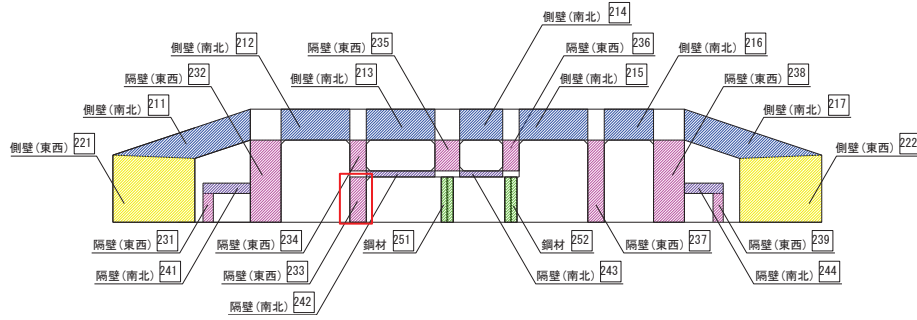 側壁(南北) 214
側壁(南北) 212
隔壁(東西) 235
隔壁(東西) 236
側壁(南北) 216
隔壁(東西) 232
側壁(南北) 213
側壁(南北) 215
隔壁(東西) 238
側壁(南北) 211
側壁(南北) 217
側壁(東西) 221
側壁(東西) 222
隔壁(東西) 231
隔壁(東西) 234
鋼材 251
鋼材 252
隔壁(東西) 237
隔壁(東西) 239
隔壁(南北) 241
隔壁(東西) 233
隔壁(南北) 243
隔壁(南北) 244
隔壁(南北) 242